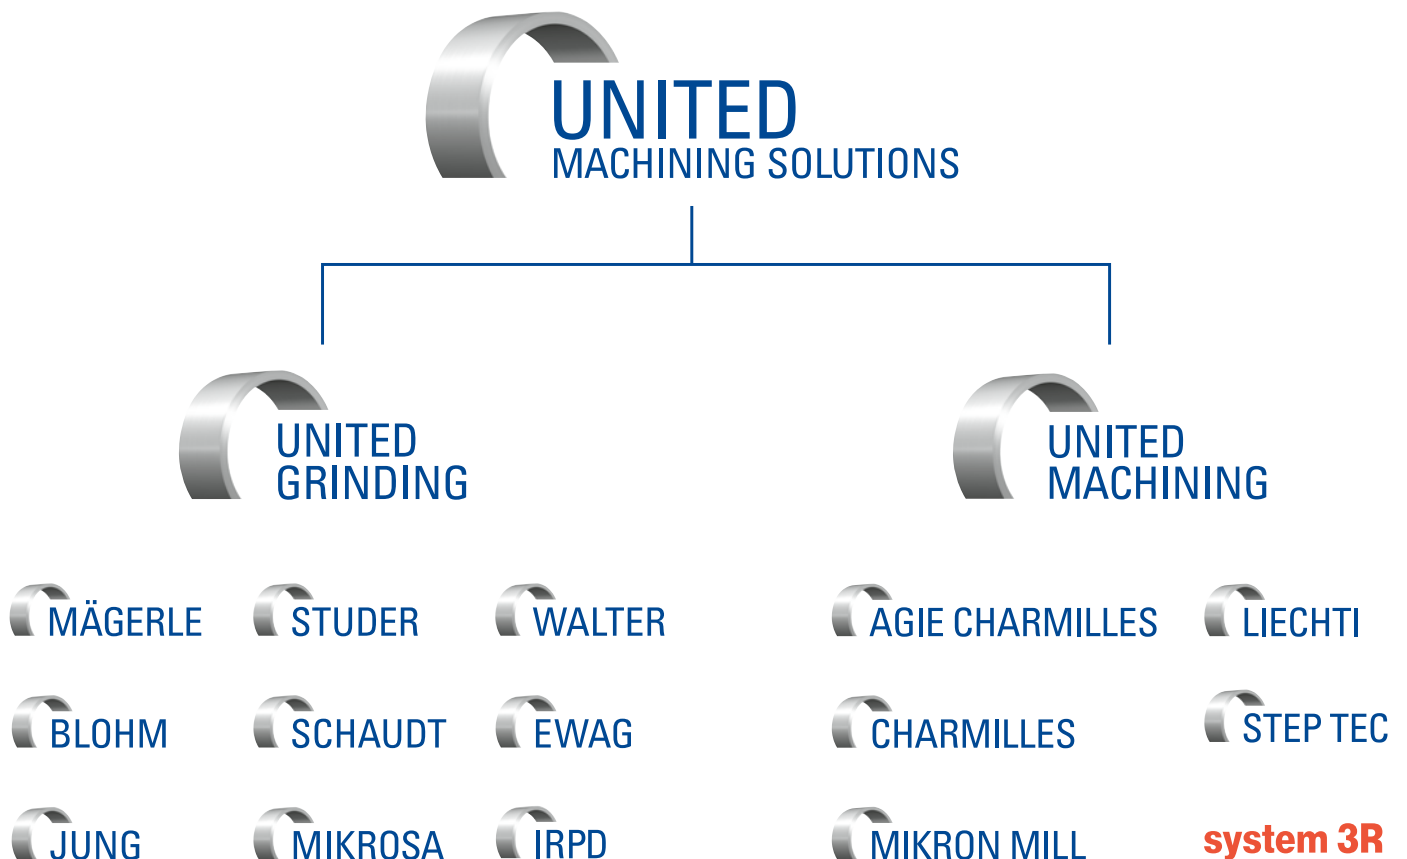 UNITED
MACHINING SOLUTIONS
UNITED
GRINDING
UNITED
MACHINING
MÄGERLE
STUDER
WALTER
AGIE CHARMILLES
LIECHTI
BLOHM
SCHAUDT
EWAG
CHARMILLES
STEP TEC
JUNG
MIKROSA
IRPD
MIKRON MILL
system 3R